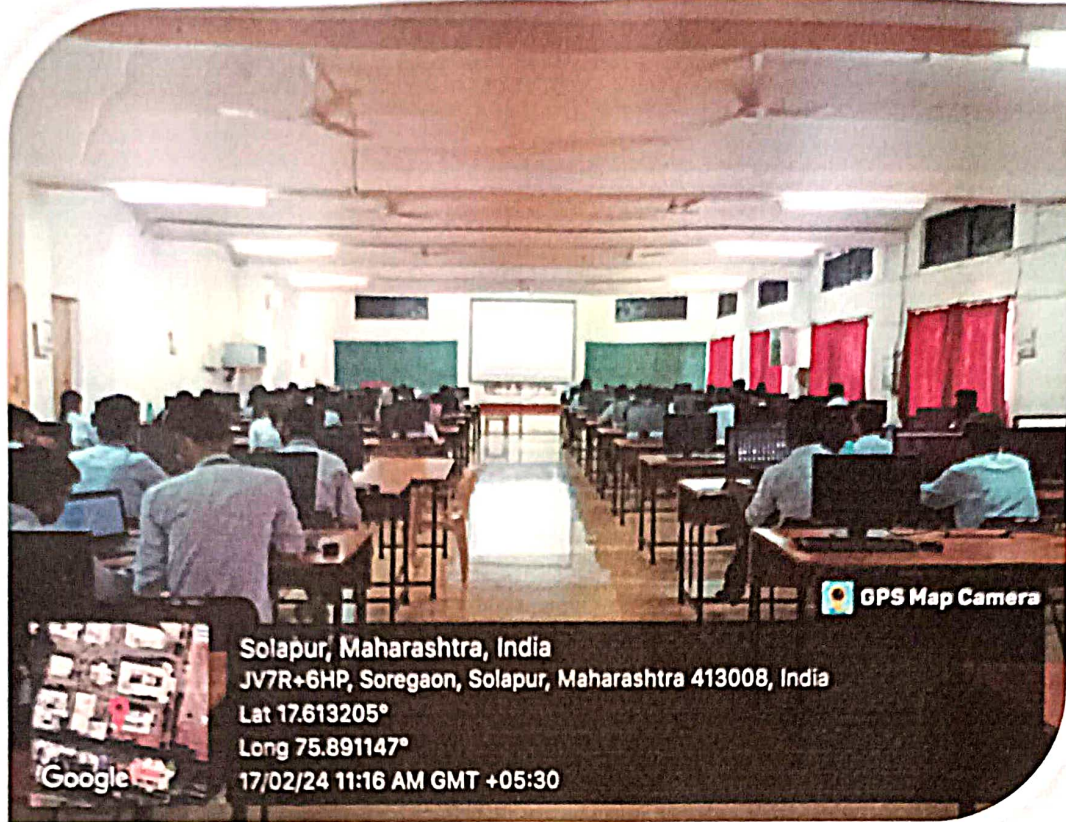 GPS Map Camera
Solapur, Maharashtra, India
JV7R+6HP, Soregaon, Solapur, Maharashtra 413008, India
Lat 17.613205°
Long 75.891147°
17/02/24 11:16 AM GMT +05:30
Google